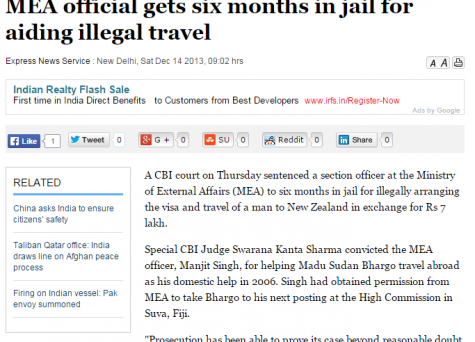 MEA official gets six months in jail for
aiding illegal travel
Express News Service : New Delhi, Sat Dec 14 2013, 09:02 hrs
A A
Indian Realty Flash Sale
First time in India Direct Benefits to Customers from Best Developers www.irfs.in/Register-Now
Ads by Google
Like 1 Tweet 0 G + 0 SU 0 Reddit 0 Share 0
RELATED
China asks India to ensure
citizens' safety
Taliban Qatar office: India
draws line on Afghan peace
process
Firing on Indian vessel: Pak
envoy summoned
A CBI court on Thursday sentenced a section officer at the Ministry
of External Affairs (MEA) to six months in jail for illegally arranging
the visa and travel of a man to New Zealand in exchange for Rs 7
lakh.
Special CBI Judge Swarana Kanta Sharma convicted the MEA
officer, Manjit Singh, for helping Madu Sudan Bhargo travel abroad
as his domestic help in 2006. Singh had obtained permission from
MEA to take Bhargo to his next posting at the High Commission in
Suva, Fiji.
"Prosecution has been able to prove its case beyond reasonable doubt